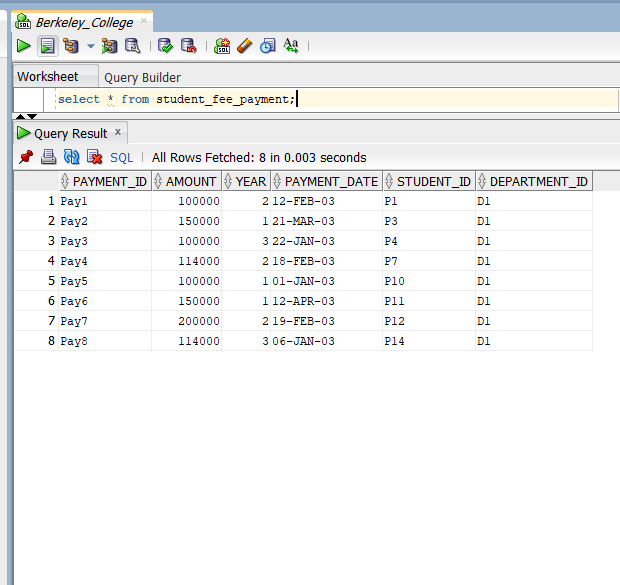 Berkeley_College
SQL
Aa
Worksheet Query Builder
select * from student_fee_payment;
Query Result x
SQL | All Rows Fetched: 8 in 0.003 seconds
PAYMENT_ID AMOUNT YEAR PAYMENT_DATE STUDENT_ID DEPARTMENT_ID
1 Pay1 100000 2 12-FEB-03 P1 D1
2 Pay2 150000 1 21-MAR-03 P3 D1
3 Pay3 100000 3 22-JAN-03 P4 D1
4 Pay4 114000 2 18-FEB-03 P7 D1
5 Pay5 100000 1 01-JAN-03 P10 D1
6 Pay6 150000 1 12-APR-03 P11 D1
7 Pay7 200000 2 19-FEB-03 P12 D1
8 Pay8 114000 3 06-JAN-03 P14 D1